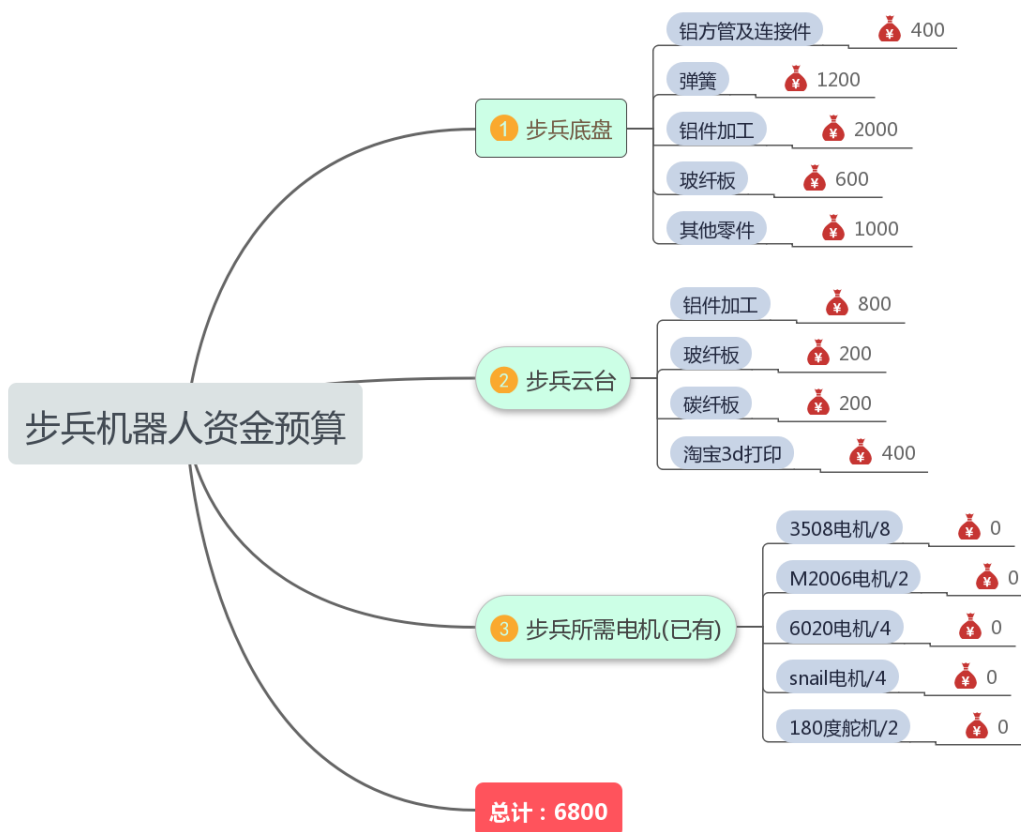 步兵机器人资金预算
1 步兵底盘
铝方管及连接件 ¥ 400
弹簧 ¥ 1200
铝件加工 ¥ 2000
玻纤板 ¥ 600
其他零件 ¥ 1000
2 步兵云台
铝件加工 ¥ 800
玻纤板 ¥ 200
碳纤板 ¥ 200
淘宝3d打印 ¥ 400
3 步兵所需电机(已有)
3508电机/8 ¥ 0
M2006电机/2 ¥ 0
6020电机/4 ¥ 0
snail电机/4 ¥ 0
180度舵机/2 ¥ 0
总计：6800